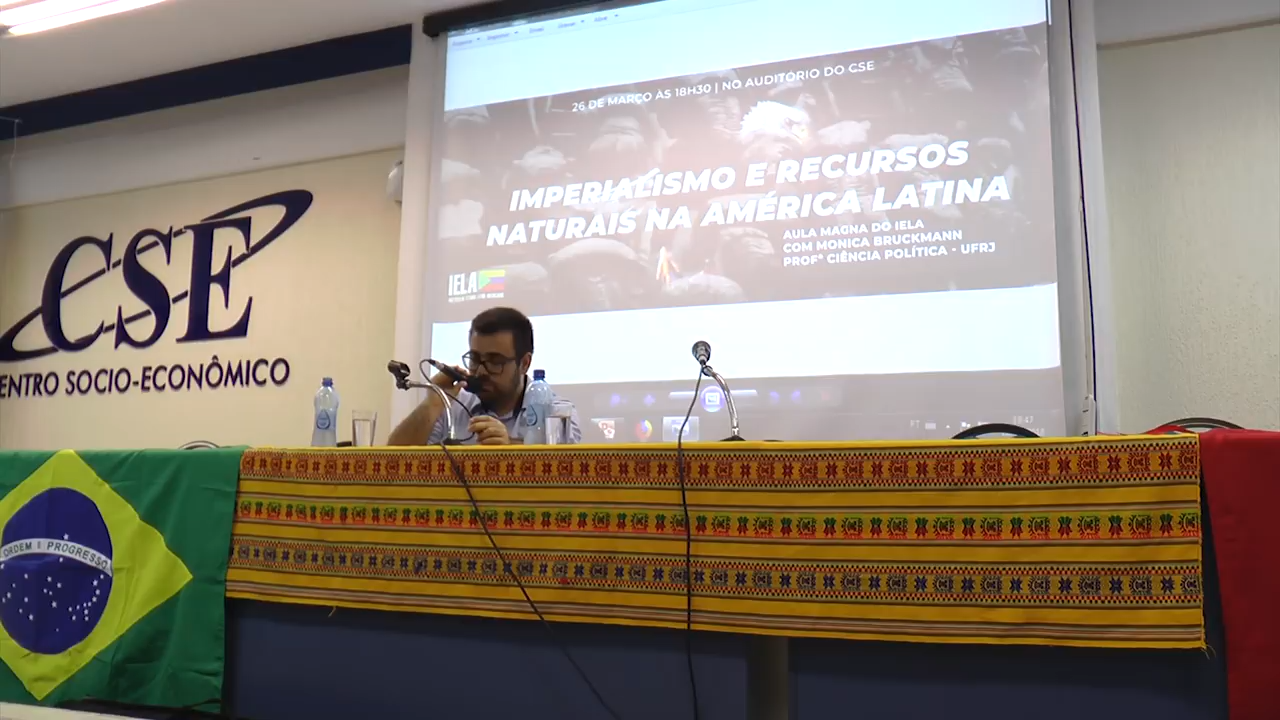 26 DE MARÇO ÀS 18H30 | NO AUDITÓRIO DO CSE
IMPERIALISMO E RECURSOS
NATURAIS NA AMÉRICA LATINA
AULA MAGNA DO IELA
COM MONICA BRUCKMANN
PROFª CIÊNCIA POLÍTICA - UFRJ
IELA
CSE
ENTRO SOCIO-ECONÔMICO
ORDEM E PROGRESSO